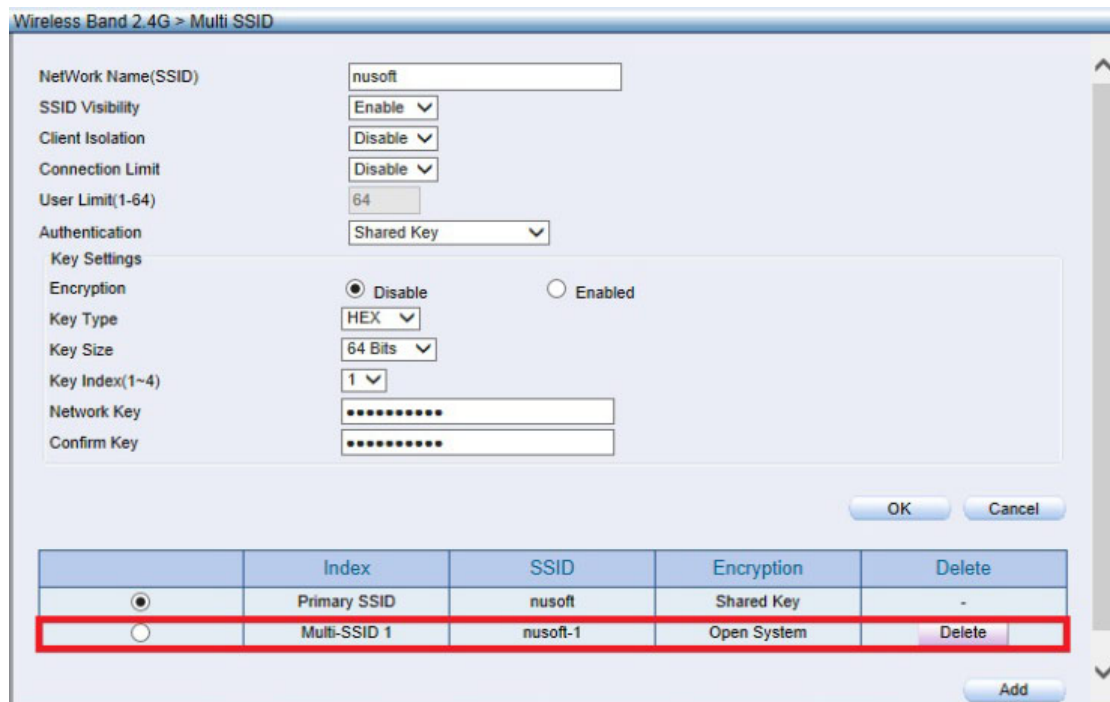 Wireless Band 2.4G > Multi SSID
NetWork Name(SSID) nusoft
SSID Visibility Enable
Client Isolation Disable
Connection Limit Disable
User Limit(1-64) 64
Authentication Shared Key
Key Settings
Encryption Disable Enabled
Key Type HEX
Key Size 64 Bits
Key Index(1~4) 1
Network Key ••••••••••
Confirm Key ••••••••••
OK Cancel
Index SSID Encryption Delete
Primary SSID nusoft Shared Key -
Multi-SSID 1 nusoft-1 Open System Delete
Add